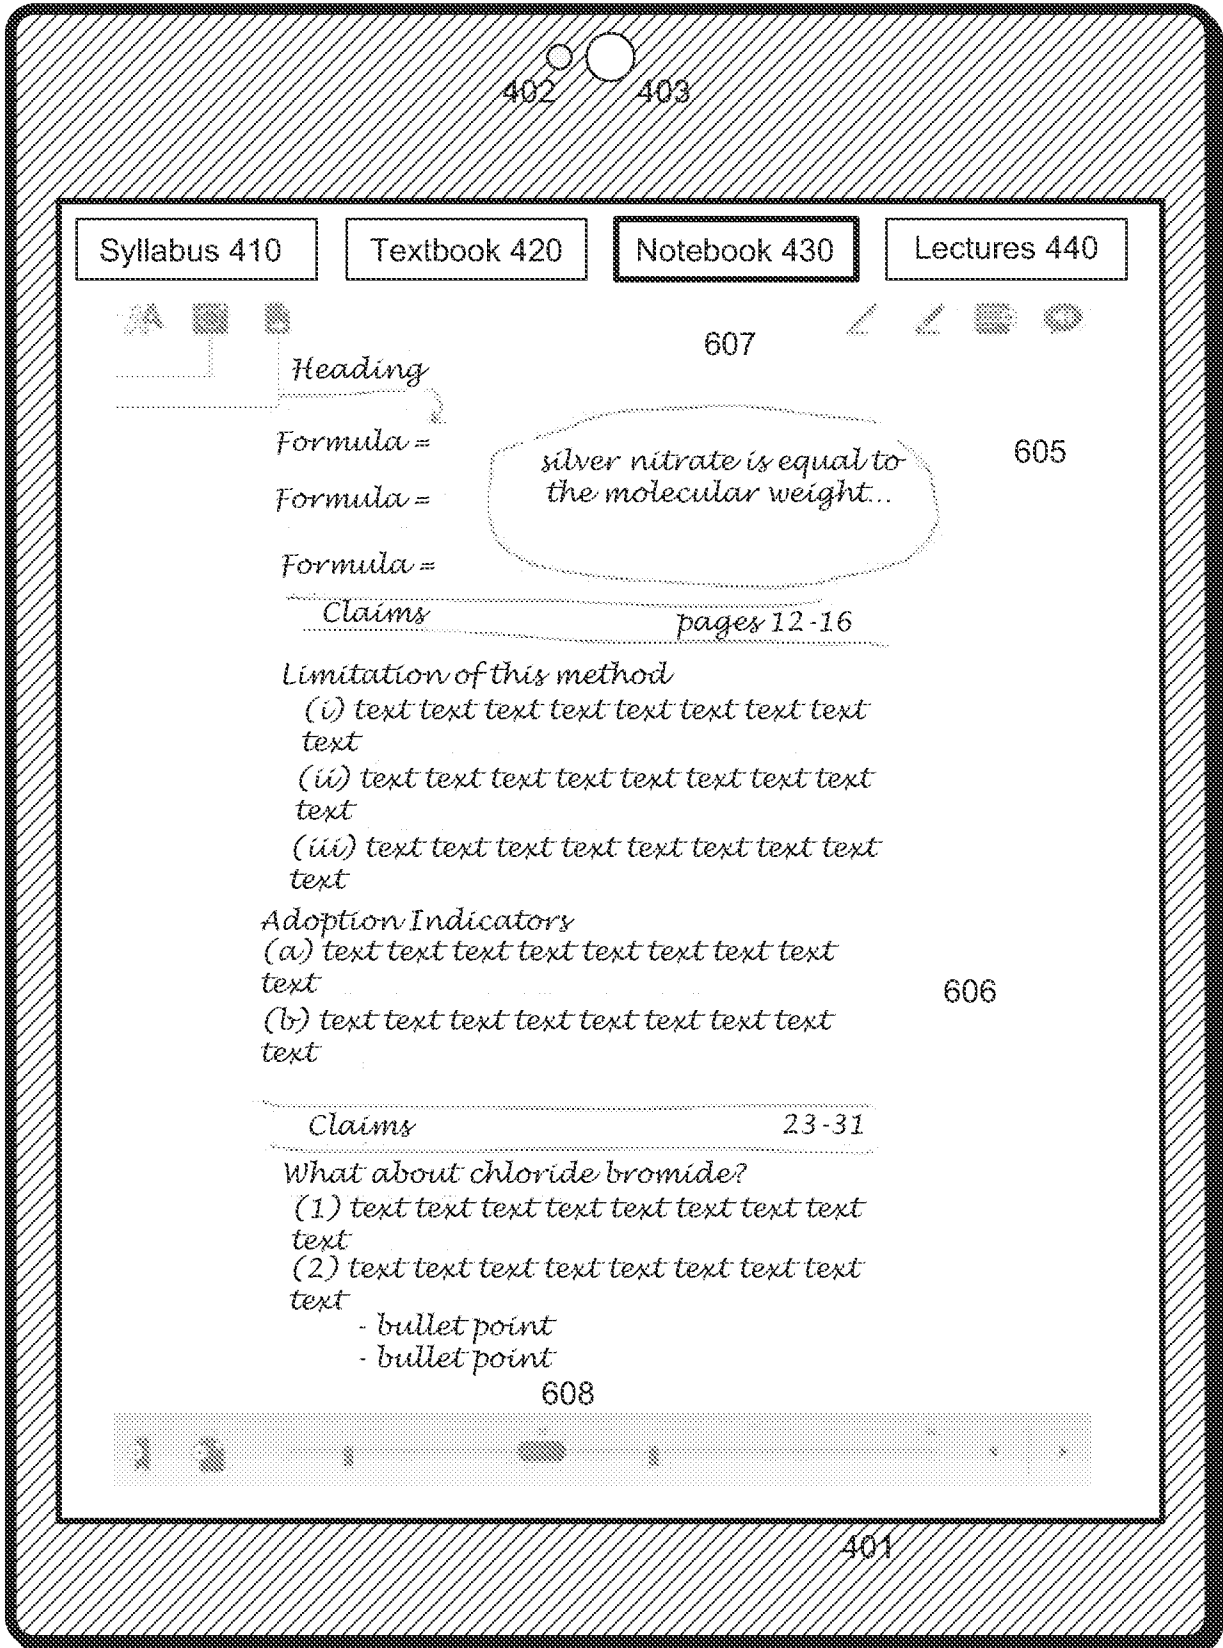 402 403
Syllabus 410 Textbook 420 Notebook 430 Lectures 440
A
607
Heading
Formula =
silver nitrate is equal to
605
the molecular weight...
Formula =
Formula =
Claims pages 12-16
Limitation of this method
(i) text text text text text text text text
text
(ii) text text text text text text text text
text
(iii) text text text text text text text text
text
Adoption Indicators
(a) text text text text text text text text
text
606
(b) text text text text text text text text
text
Claims 23-31
What about chloride bromide?
(1) text text text text text text text text
text
(2) text text text text text text text text
text
- bullet point
- bullet point
608
401